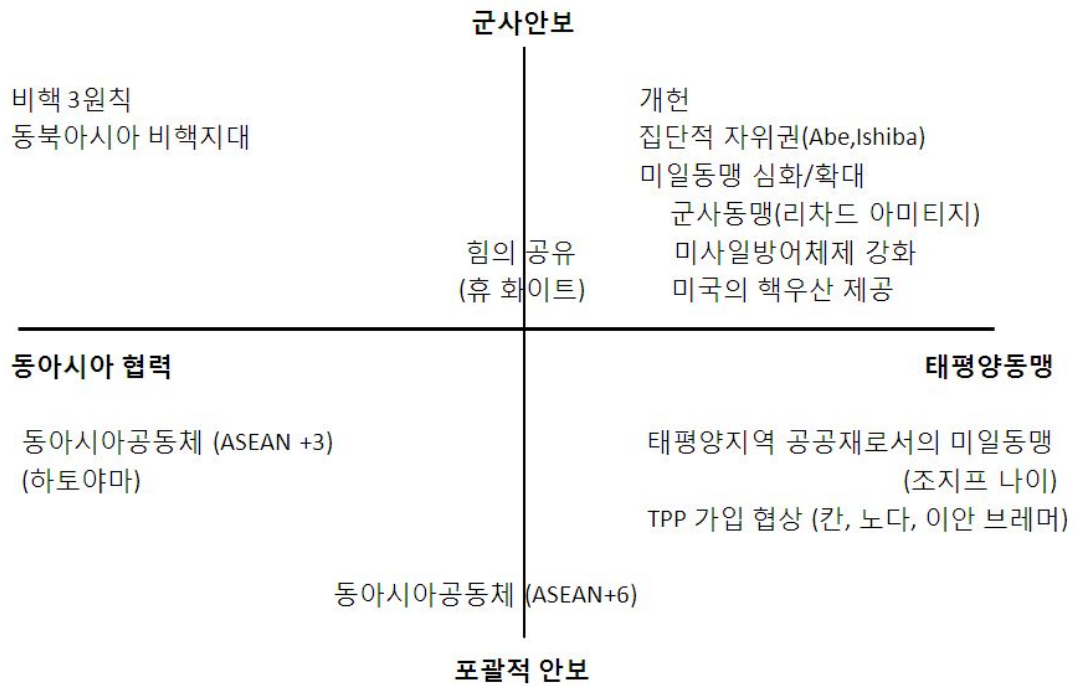 군사안보
비핵 3원칙
동북아시아 비핵지대
개헌
집단적 자위권(Abe,Ishiba)
미일동맹 심화/확대
군사동맹(리차드 아미티지)
미사일방어체제 강화
미국의 핵우산 제공
힘의 공유
(휴 화이트)
동아시아 협력
태평양동맹
동아시아공동체 (ASEAN +3)
(하토야마)
태평양지역 공공재로서의 미일동맹
(조지프 나이)
TPP 가입 협상 (칸, 노다, 이안 브레머)
동아시아공동체 (ASEAN+6)
포괄적 안보